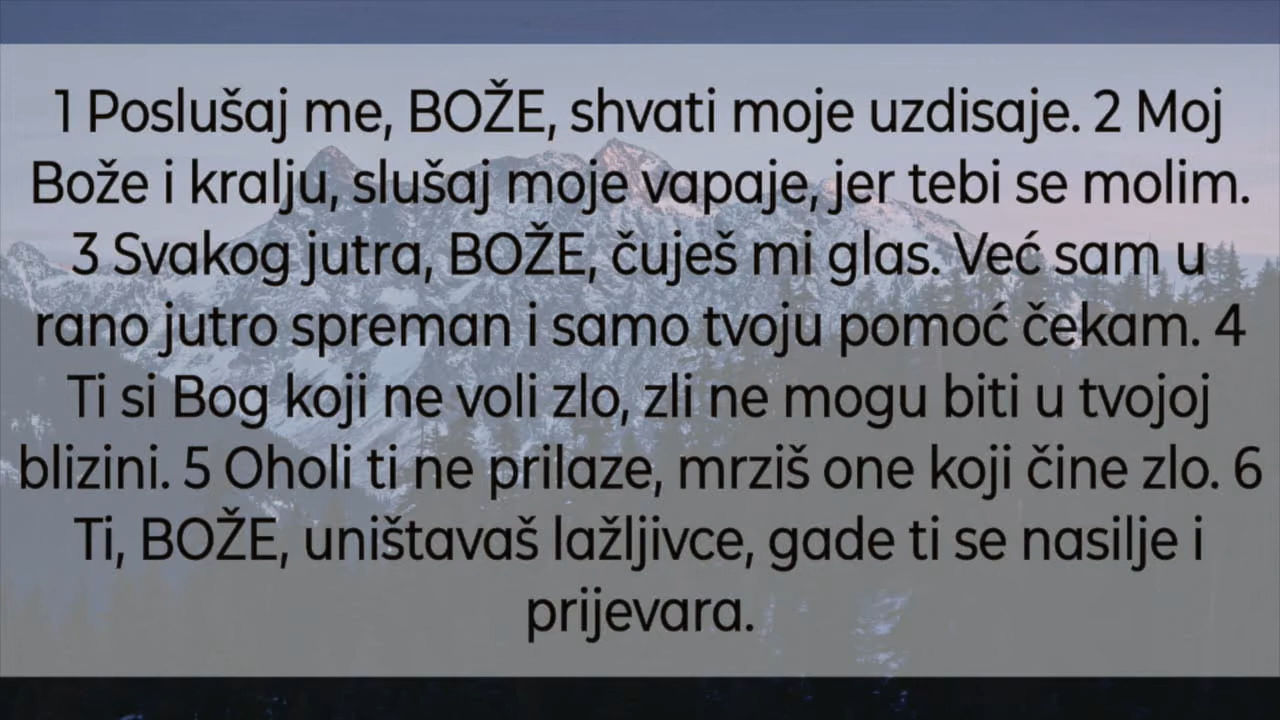 1 Poslušaj me, BOŽE, shvati moje uzdisaje. 2 Moj
Bože i kralju, slušaj moje vapaje, jer tebi se molim.
3 Svakog jutra, BOŽE, čuješ mi glas. Već sam u
rano jutro spreman i samo tvoju pomoć čekam. 4
Ti si Bog koji ne voli zlo, zli ne mogu biti u tvojoj
blizini. 5 Oholi ti ne prilaze, mrziš one koji čine zlo. 6
Ti, BOŽE, uništavaš lažljivce, gade ti se nasilje i
prijevara.